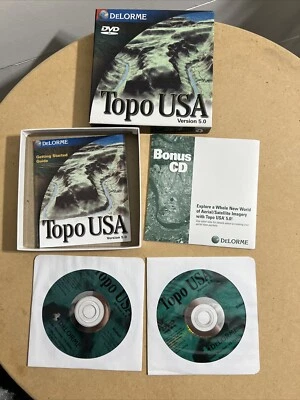 DELORME
DVD
Topo USA
Version 5.0
DELORME
Getting Started
Guide
Topo USA
Version 5.0
Bonus
CD
Explore a Whole New World
of Aerial/Satellite Imagery
with Topo USA 5.0!
DELORME
Topo USA
DELORME
Topo USA